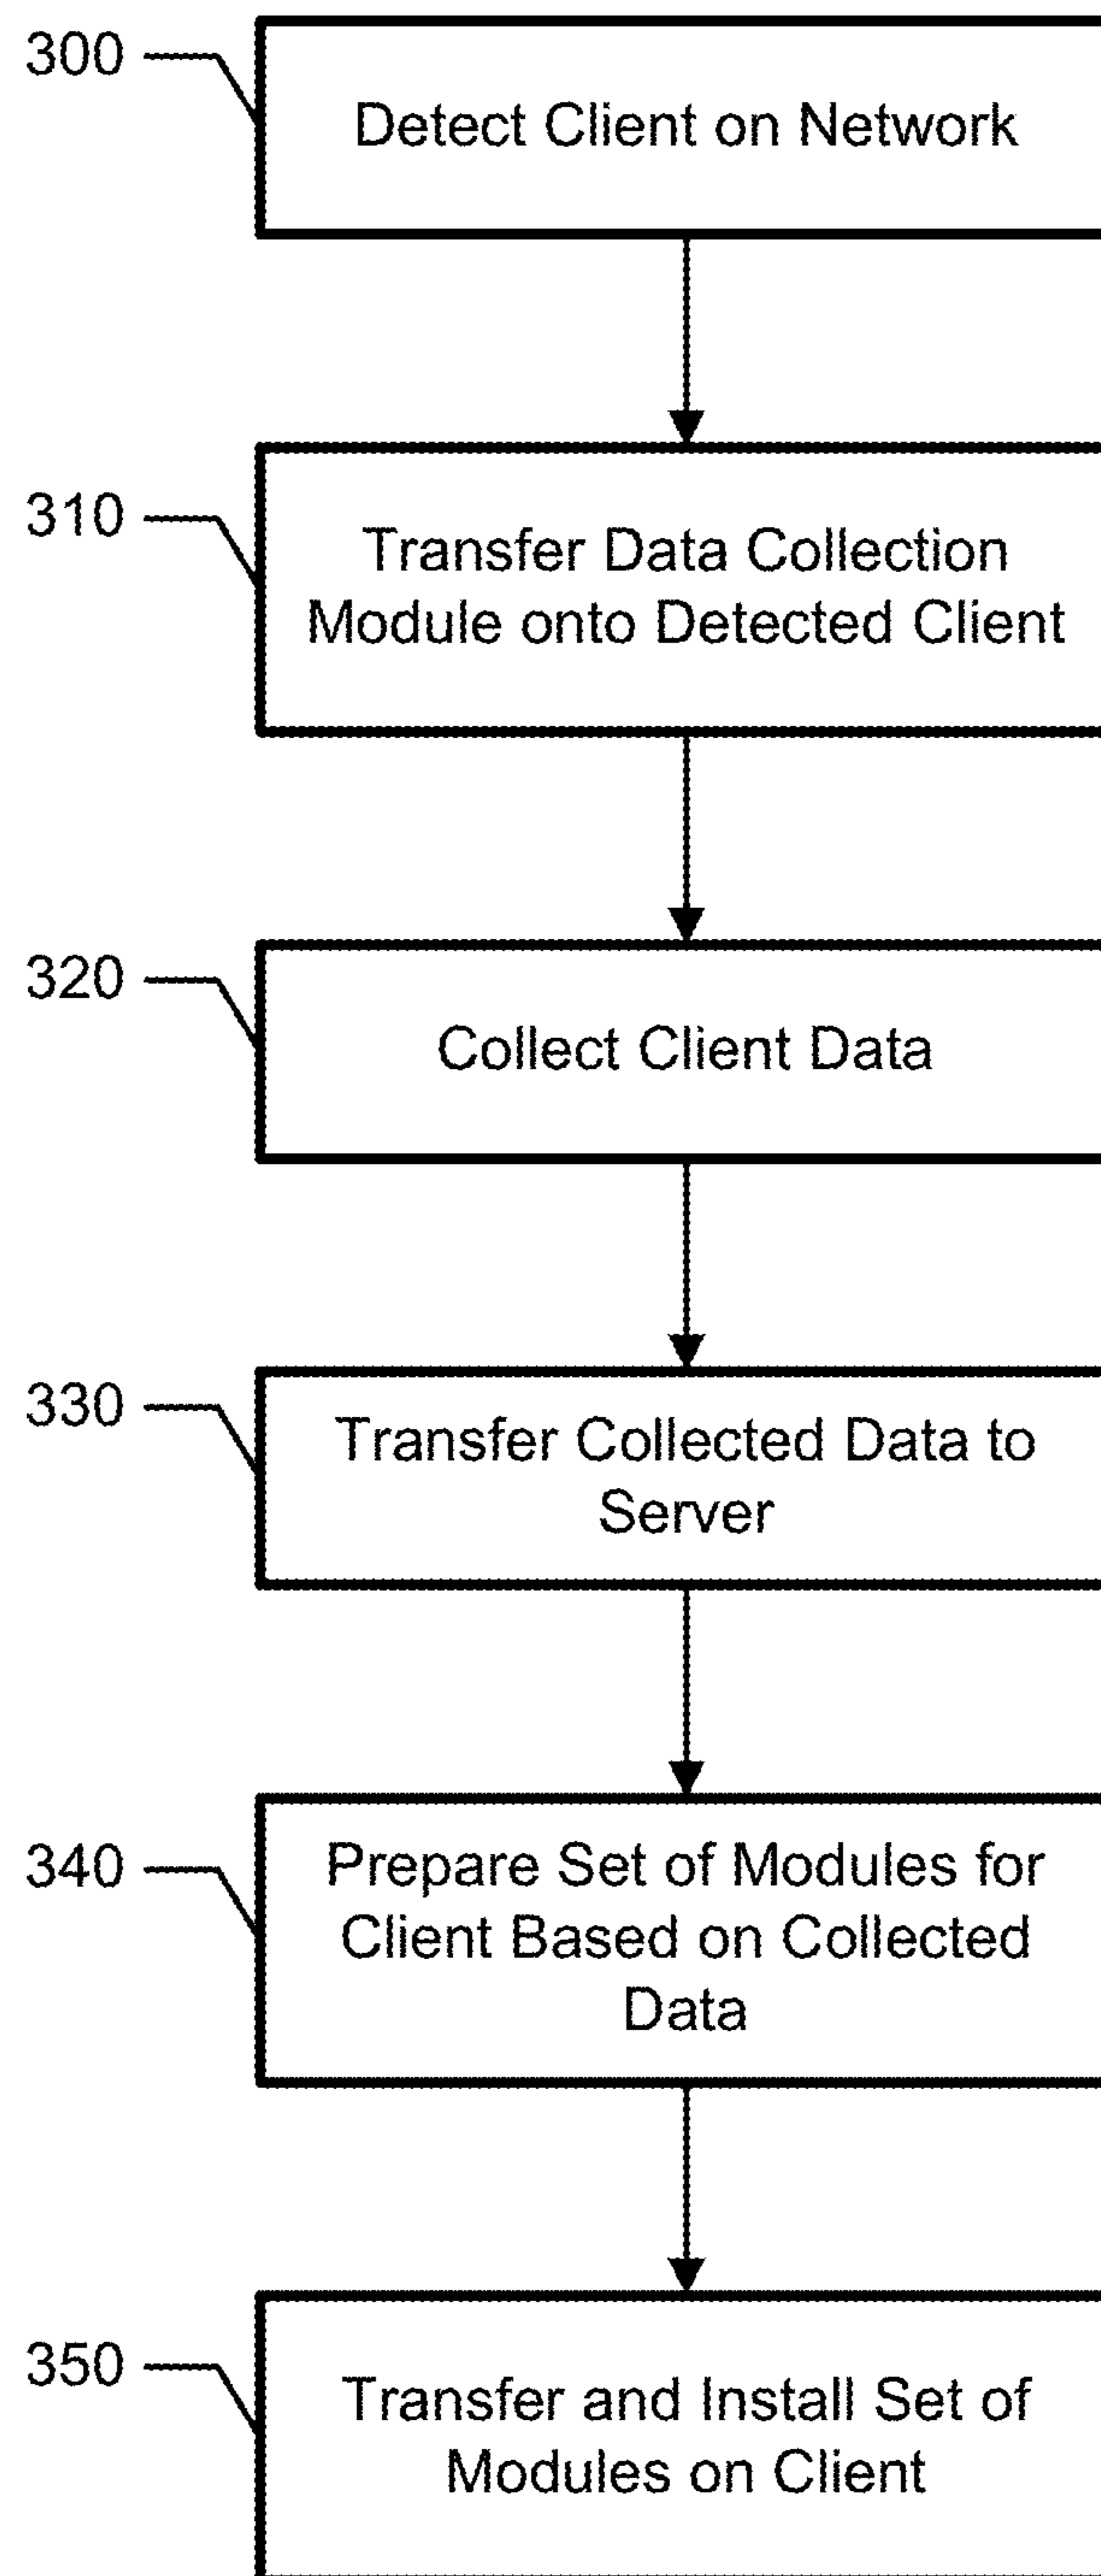 300
Detect Client on Network
310
Transfer Data Collection
Module onto Detected Client
320
Collect Client Data
330
Transfer Collected Data to
Server
340
Prepare Set of Modules for
Client Based on Collected
Data
350
Transfer and Install Set of
Modules on Client